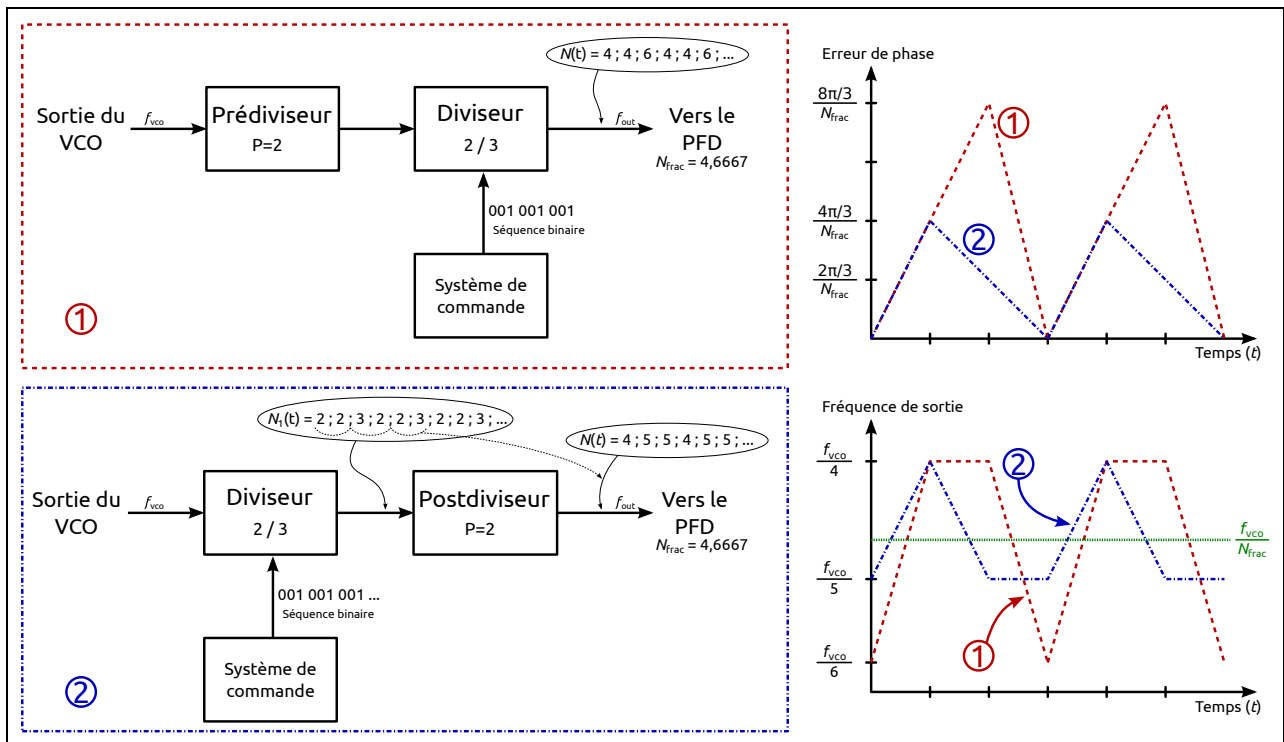 N(t) = 4 ; 4 ; 6 ; 4 ; 4 ; 6 ; ...
Sortie du
VCO
fvco
Prédiviseur
P=2
Diviseur
2 / 3
fout
Vers le
PFD
Nfrac = 4,6667
001 001 001
Séquence binaire
Système de
commande
1
Erreur de phase
8π/3
Nfrac
4π/3
Nfrac
2π/3
Nfrac
1
2
Temps (t)
N1(t) = 2 ; 2 ; 3 ; 2 ; 2 ; 3 ; 2 ; 2 ; 3 ; ...
N(t) = 4 ; 5 ; 5 ; 4 ; 5 ; 5 ; ...
Sortie du
VCO
fvco
Diviseur
2 / 3
Postdiviseur
P=2
fout
Vers le
PFD
Nfrac = 4,6667
001 001 001 ...
Séquence binaire
Système de
commande
2
Fréquence de sortie
fvco
4
fvco
5
fvco
6
2
1
fvco
Nfrac
Temps (t)